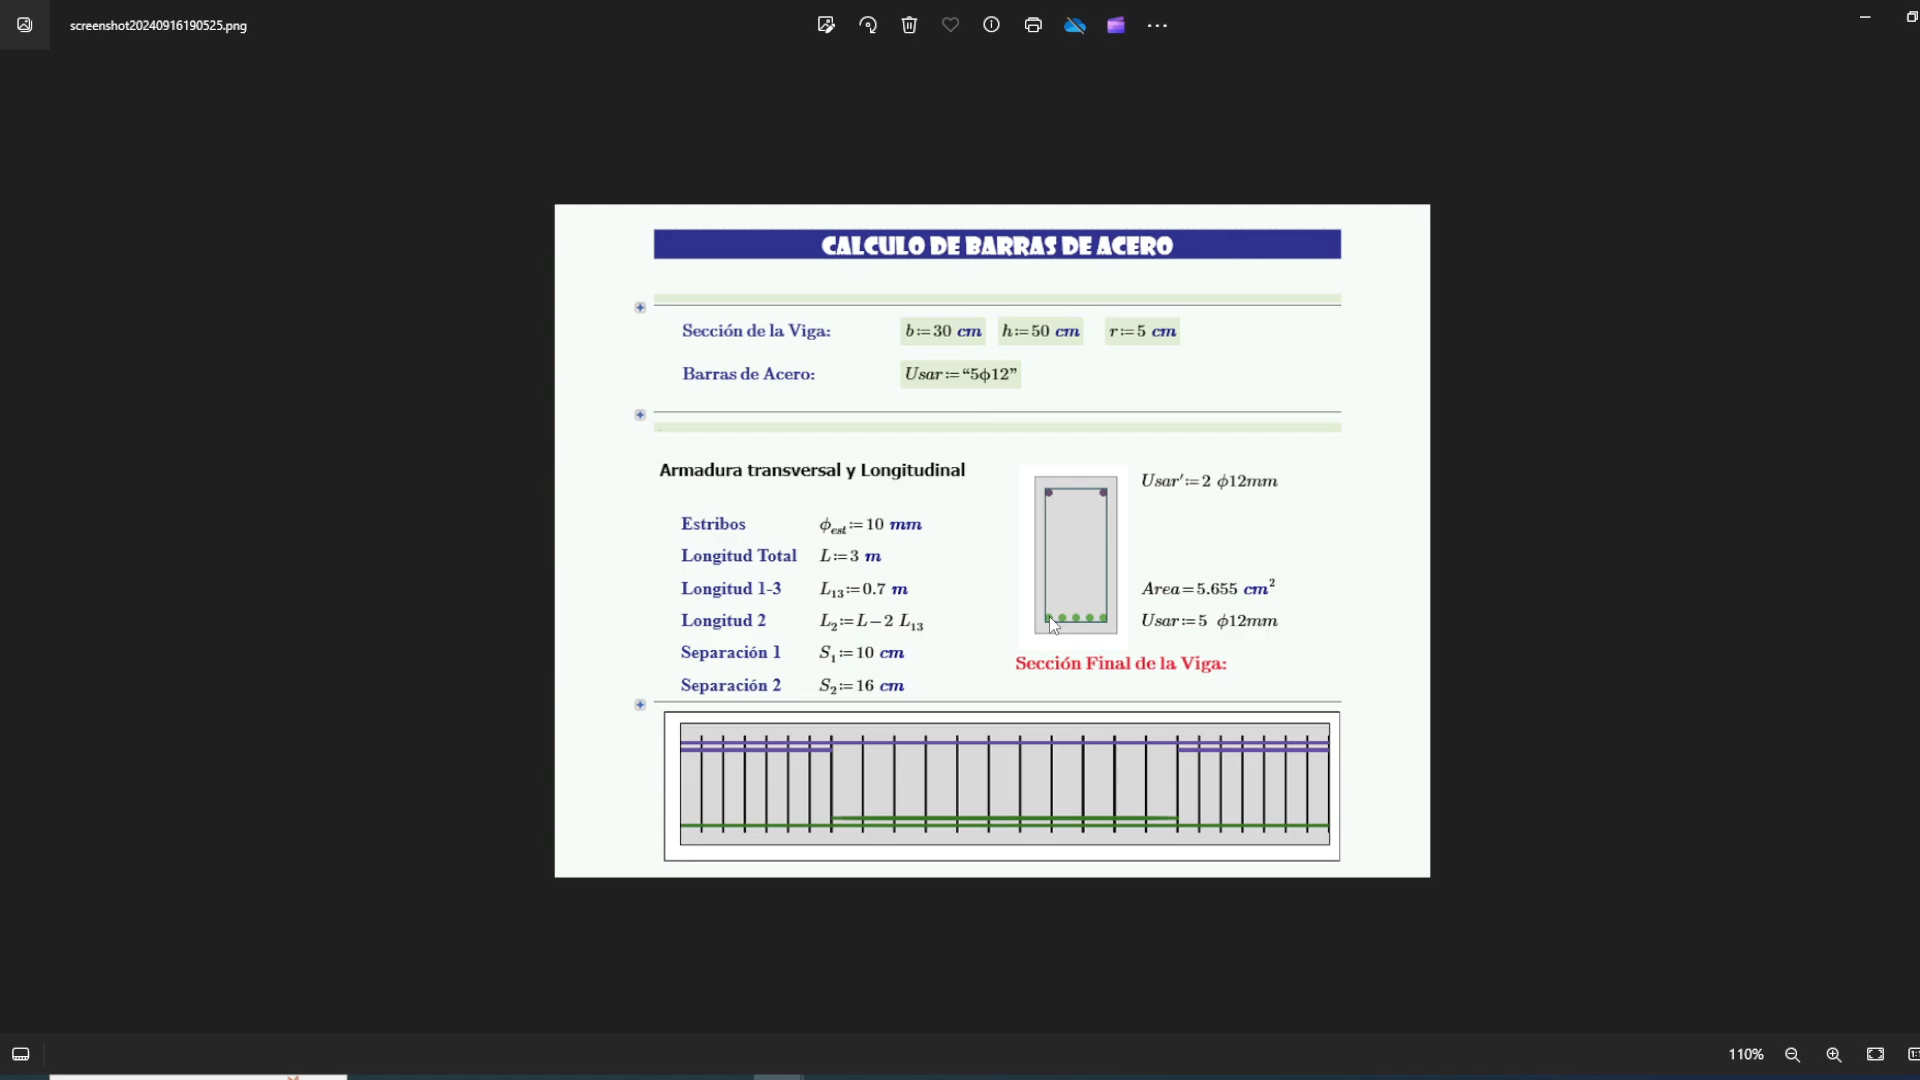 screenshot20240916190525.png
CALCULO DE BARRAS DE ACERO
Sección de la Viga: b:=30 cm h:=50 cm r:=5 cm
Barras de Acero: Usar:=“5ϕ12”
Armadura transversal y Longitudinal
Usar′:=2 ϕ12mm
Estribos ϕest:=10 mm
Longitud Total L:=3 m
Longitud 1-3 L13:=0.7 m
Area=5.655 cm²
Longitud 2 L2:=L−2 L13
Usar:=5 ϕ12mm
Separación 1 S1:=10 cm
Sección Final de la Viga:
Separación 2 S2:=16 cm
110%